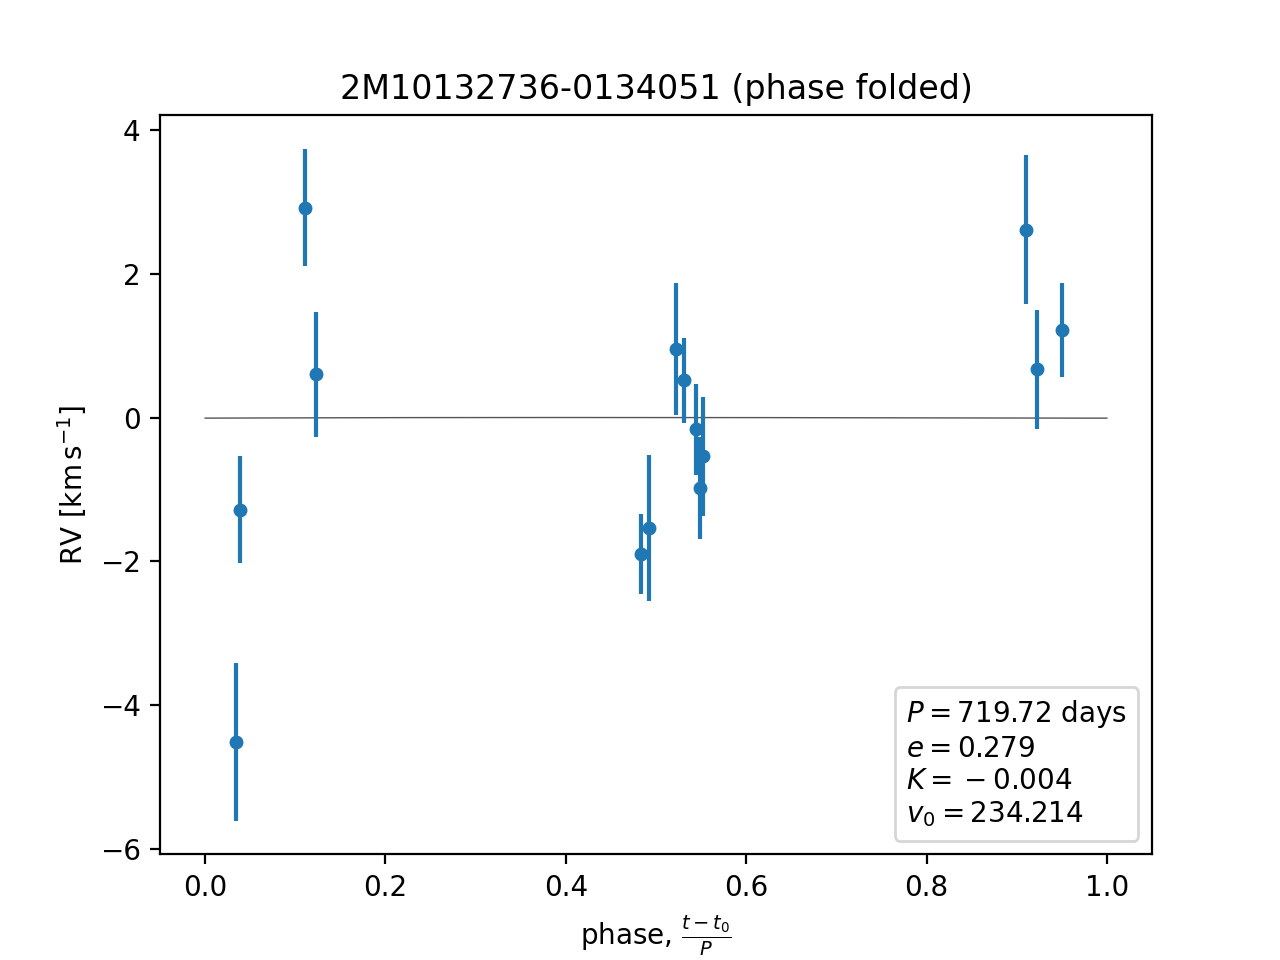 2M10132736-0134051 (phase folded)
4
2
0
−2
−4
−6
RV [km s⁻¹]
P = 719.72 days
e = 0.279
K = −0.004
v₀ = 234.214
0.0 0.2 0.4 0.6 0.8 1.0
phase, (t − t₀)/P